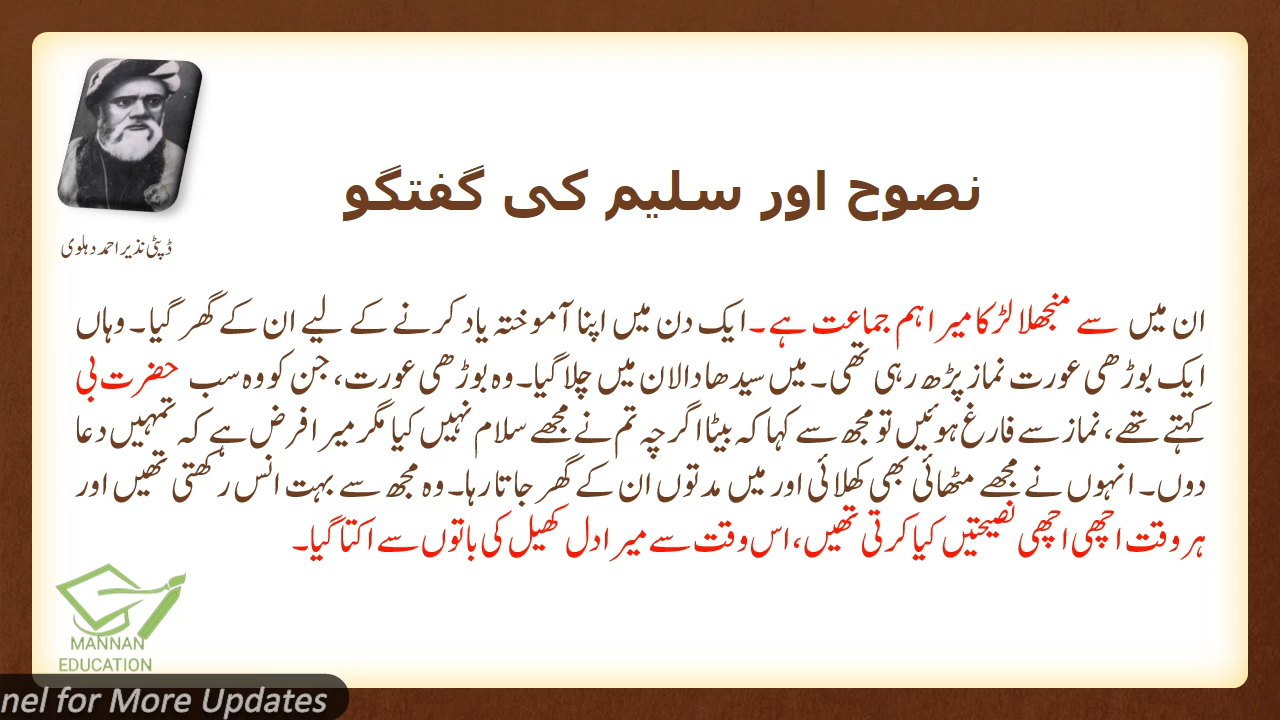 نصوح اور سلیم کی گفتگو
ڈپٹی نذیر احمد دہلوی
ان میں سے منجھلا لڑکا میرا ہم جماعت ہے۔ ایک دن میں اپنا آموختہ یاد کرنے کے لیے ان کے گھر گیا۔ وہاں
ایک بوڑھی عورت نماز پڑھ رہی تھی۔ میں سیدھا دالان میں چلا گیا۔ وہ بوڑھی عورت، جن کو وہ سب حضرت بی
کہتے تھے، نماز سے فارغ ہوئیں تو مجھ سے کہا کہ بیٹا اگرچہ تم نے مجھے سلام نہیں کیا مگر میرا فرض ہے کہ تمہیں دعا
دوں۔ انہوں نے مجھے مٹھائی بھی کھلائی اور میں مدتوں ان کے گھر جاتا رہا۔ وہ مجھ سے بہت انس رکھتی تھیں اور
ہر وقت اچھی اچھی نصیحتیں کیا کرتی تھیں، اس وقت سے میرا دل کھیل کی باتوں سے اکتا گیا۔
MANNAN
EDUCATION
nel for More Updates